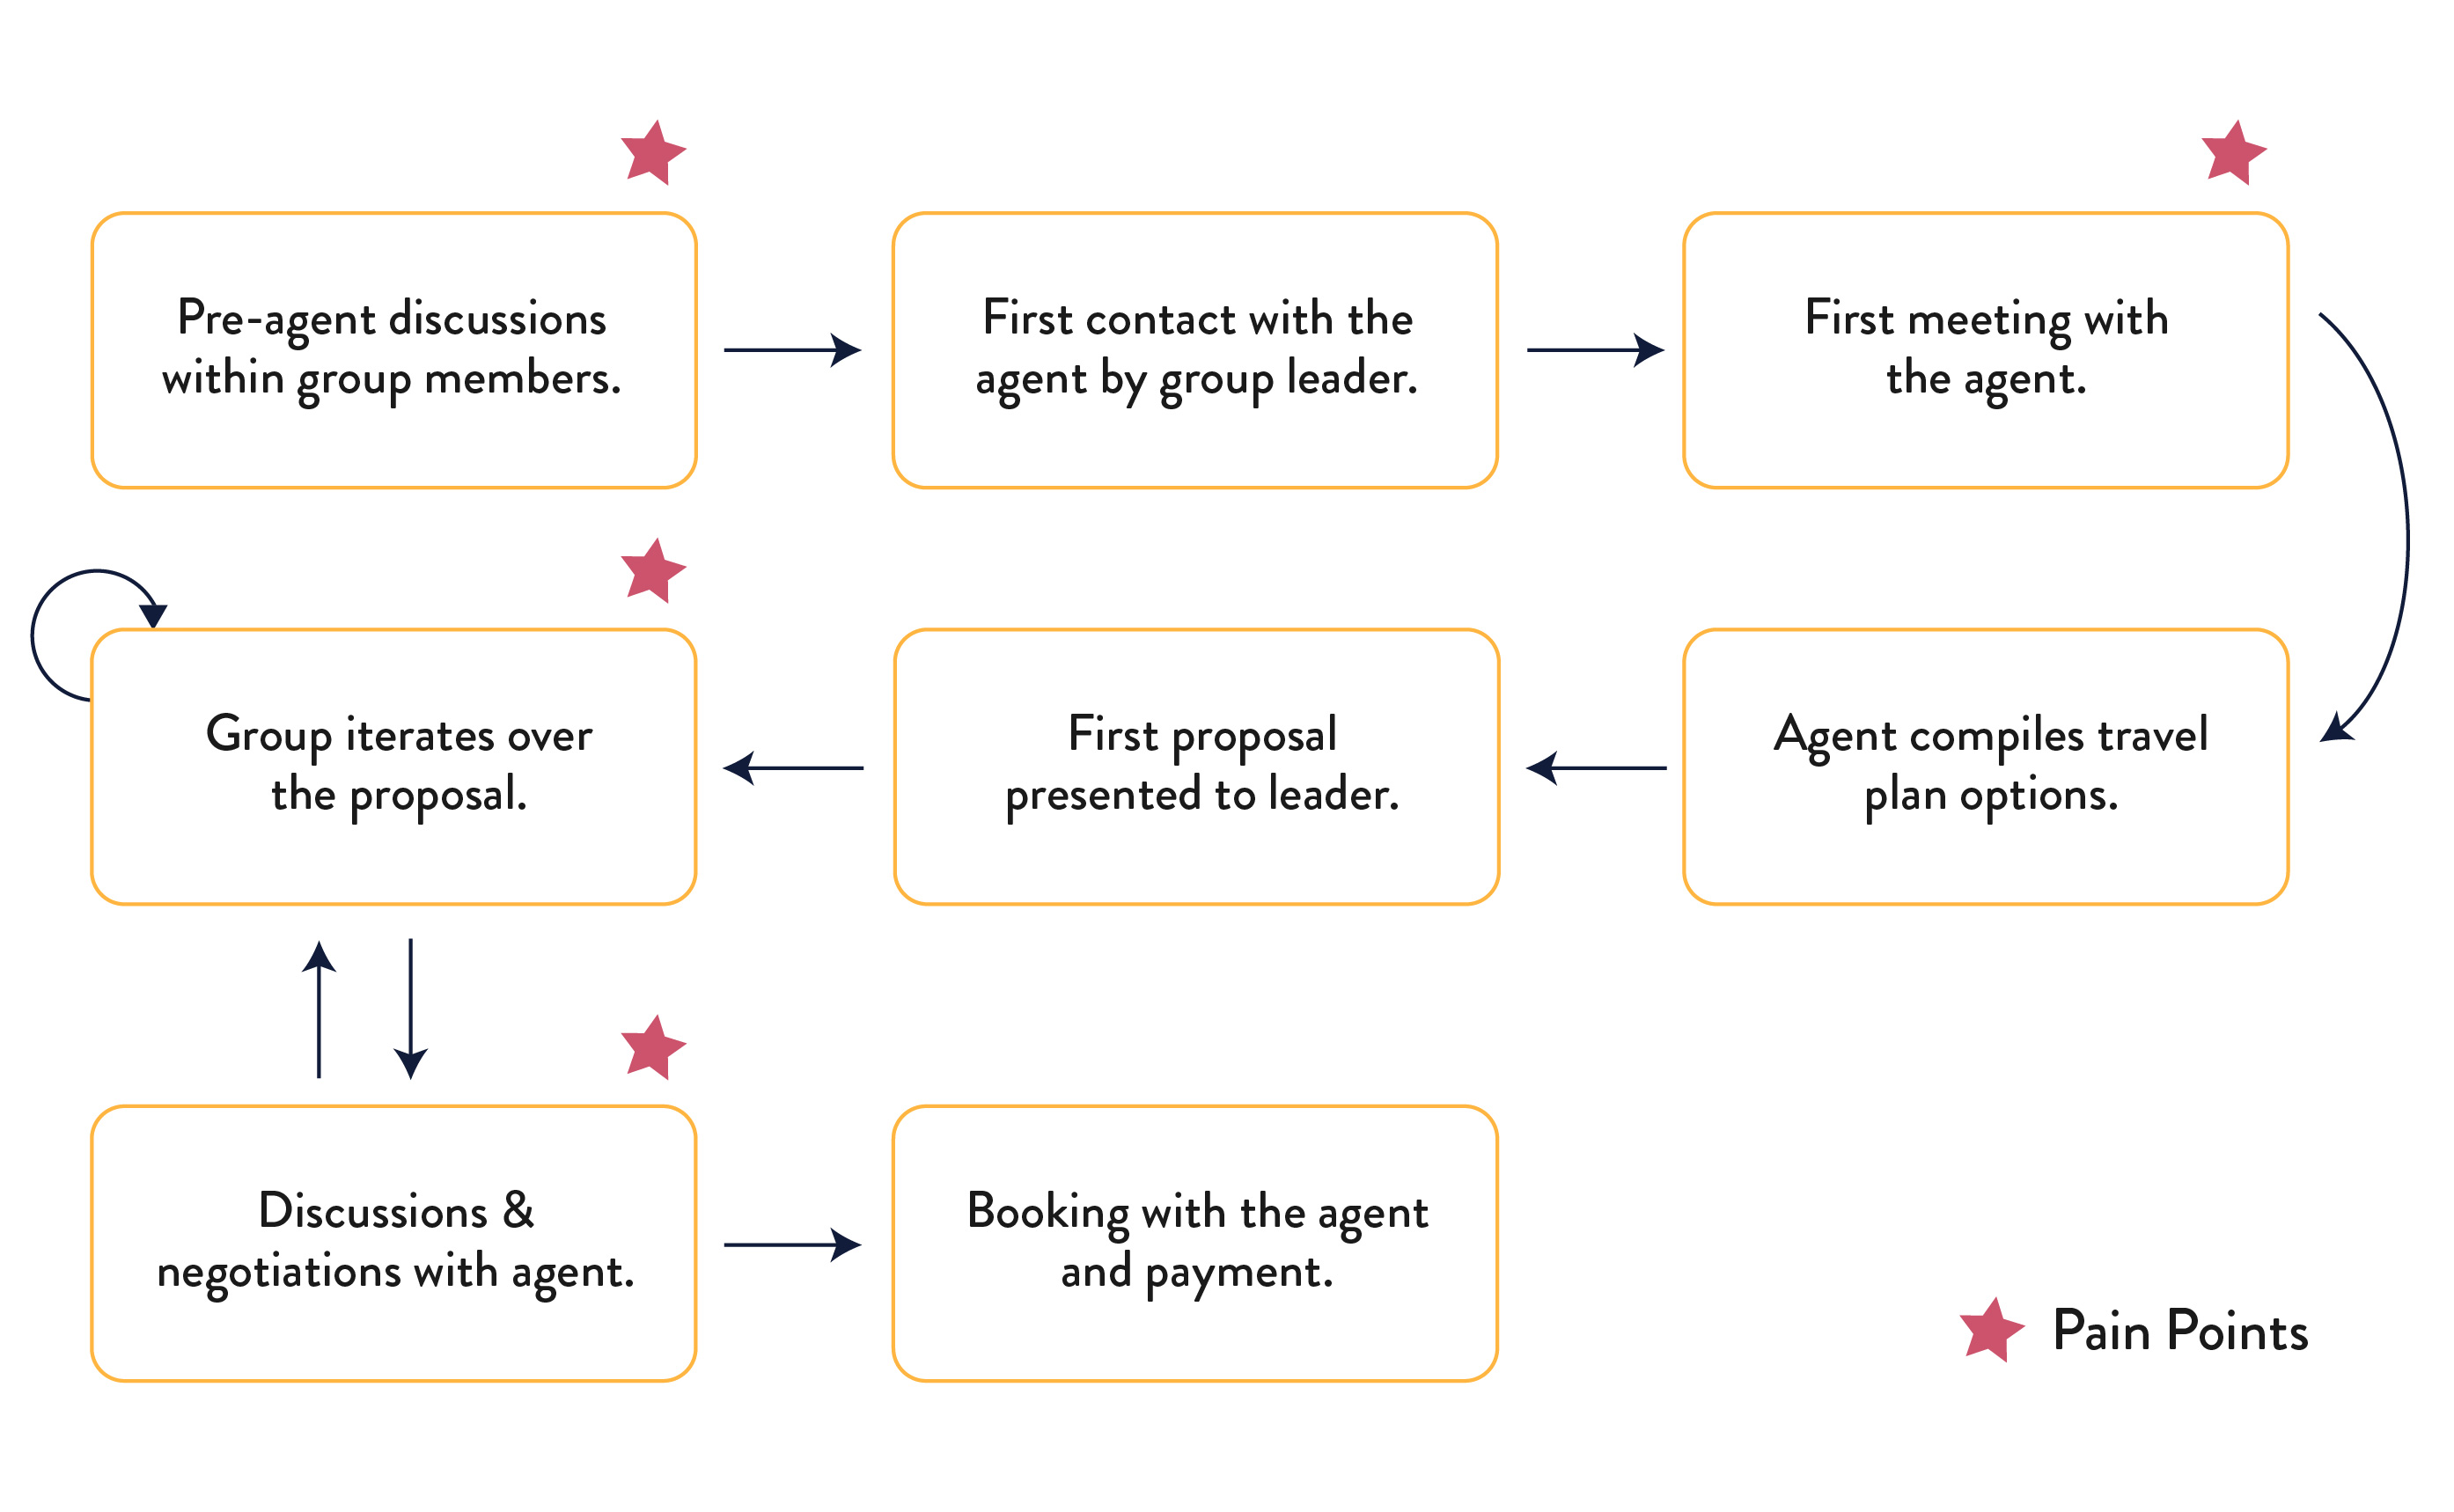 Pre-agent discussions
within group members.
First contact with the
agent by group leader.
First meeting with
the agent.
Group iterates over
the proposal.
First proposal
presented to leader.
Agent compiles travel
plan options.
Discussions &
negotiations with agent.
Booking with the agent
and payment.
Pain Points